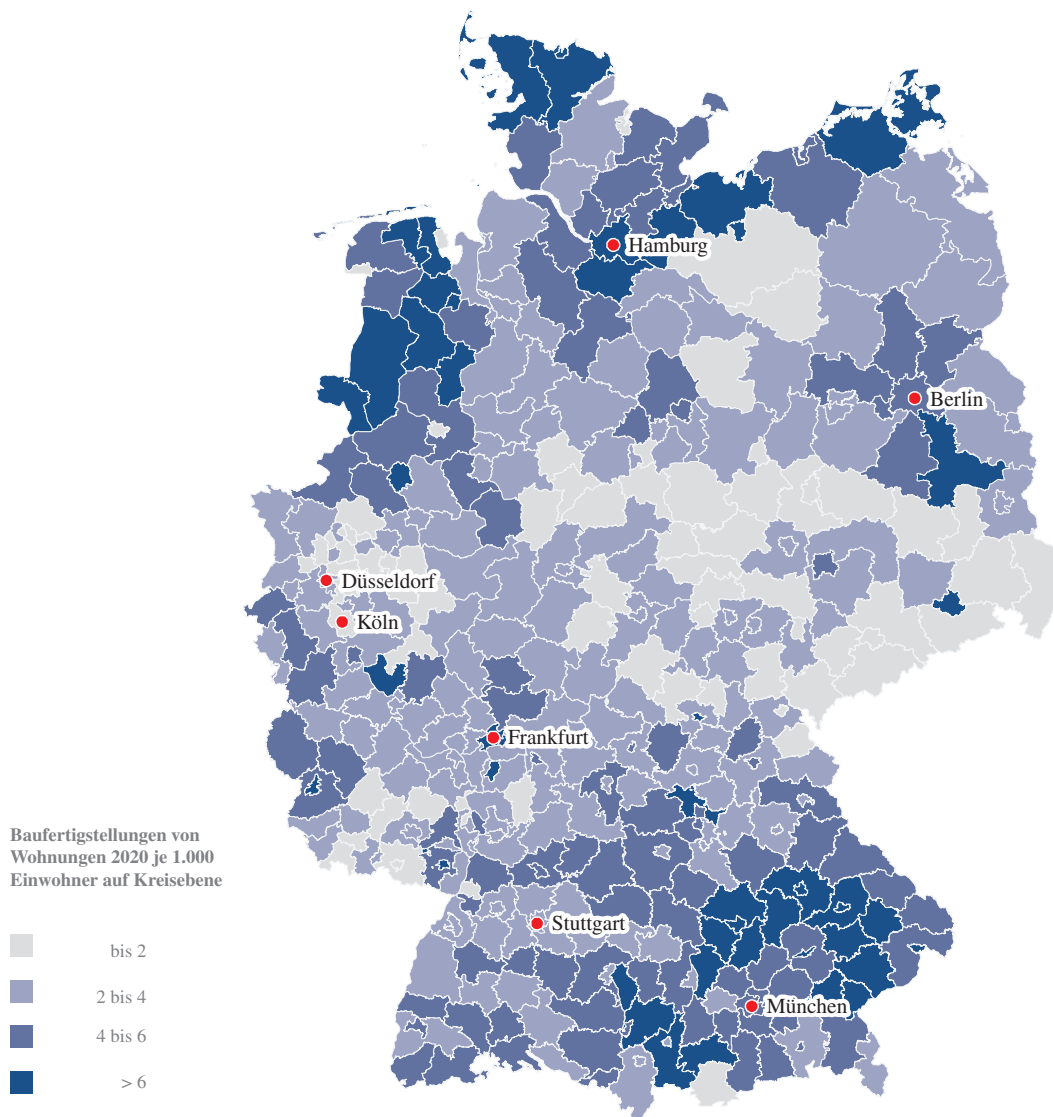 Hamburg
Berlin
Düsseldorf
Köln
Frankfurt
Baufertigstellungen von
Wohnungen 2020 je 1.000
Einwohner auf Kreisebene
Stuttgart
bis 2
2 bis 4
München
4 bis 6
> 6